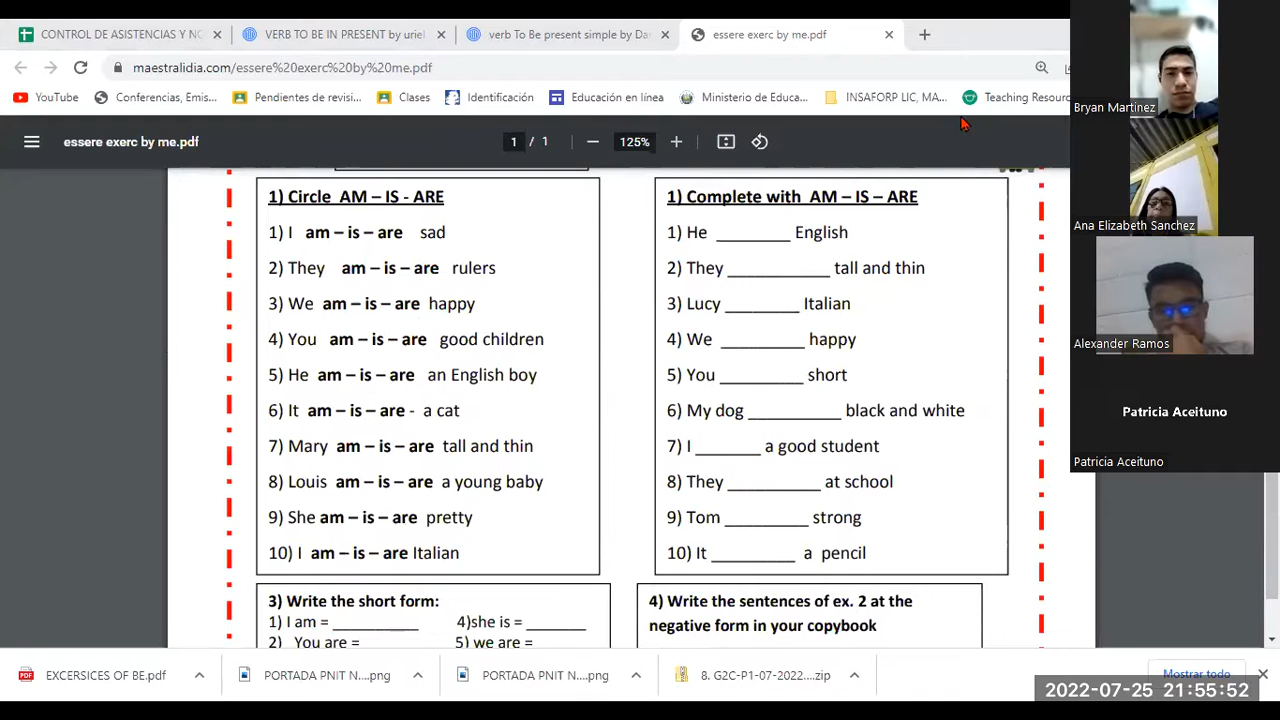 CONTROL DE ASISTENCIAS Y NO
VERB TO BE IN PRESENT by uriel
verb To Be present simple by Dar
essere exerc by me.pdf
maestralidia.com/essere%20exerc%20by%20me.pdf
YouTube
Conferencias, Emis...
Pendientes de revisi...
Clases
Identificación
Educación en línea
Ministerio de Educa...
INSAFORP LIC, MA...
Teaching Resourc
essere exerc by me.pdf
1 / 1
125%
1) Circle AM – IS - ARE
1) I am – is – are sad
2) They am – is – are rulers
3) We am – is – are happy
4) You am – is – are good children
5) He am – is – are an English boy
6) It am – is – are - a cat
7) Mary am – is – are tall and thin
8) Louis am – is – are a young baby
9) She am – is – are pretty
10) I am – is – are Italian
1) Complete with AM – IS – ARE
1) He ________ English
2) They ___________ tall and thin
3) Lucy ________ Italian
4) We _________ happy
5) You _________ short
6) My dog __________ black and white
7) I _______ a good student
8) They __________ at school
9) Tom _________ strong
10) It _________ a pencil
3) Write the short form:
1) I am = _________ 4)she is = _______
2) You are = 5) we are =
4) Write the sentences of ex. 2 at the
negative form in your copybook
Bryan Martinez
Ana Elizabeth Sanchez
Alexander Ramos
Patricia Aceituno
Patricia Aceituno
EXCERSICES OF BE.pdf
PORTADA PNIT N....png
PORTADA PNIT N....png
8. G2C-P1-07-2022....zip
Mostrar todo
2022-07-25 21:55:52